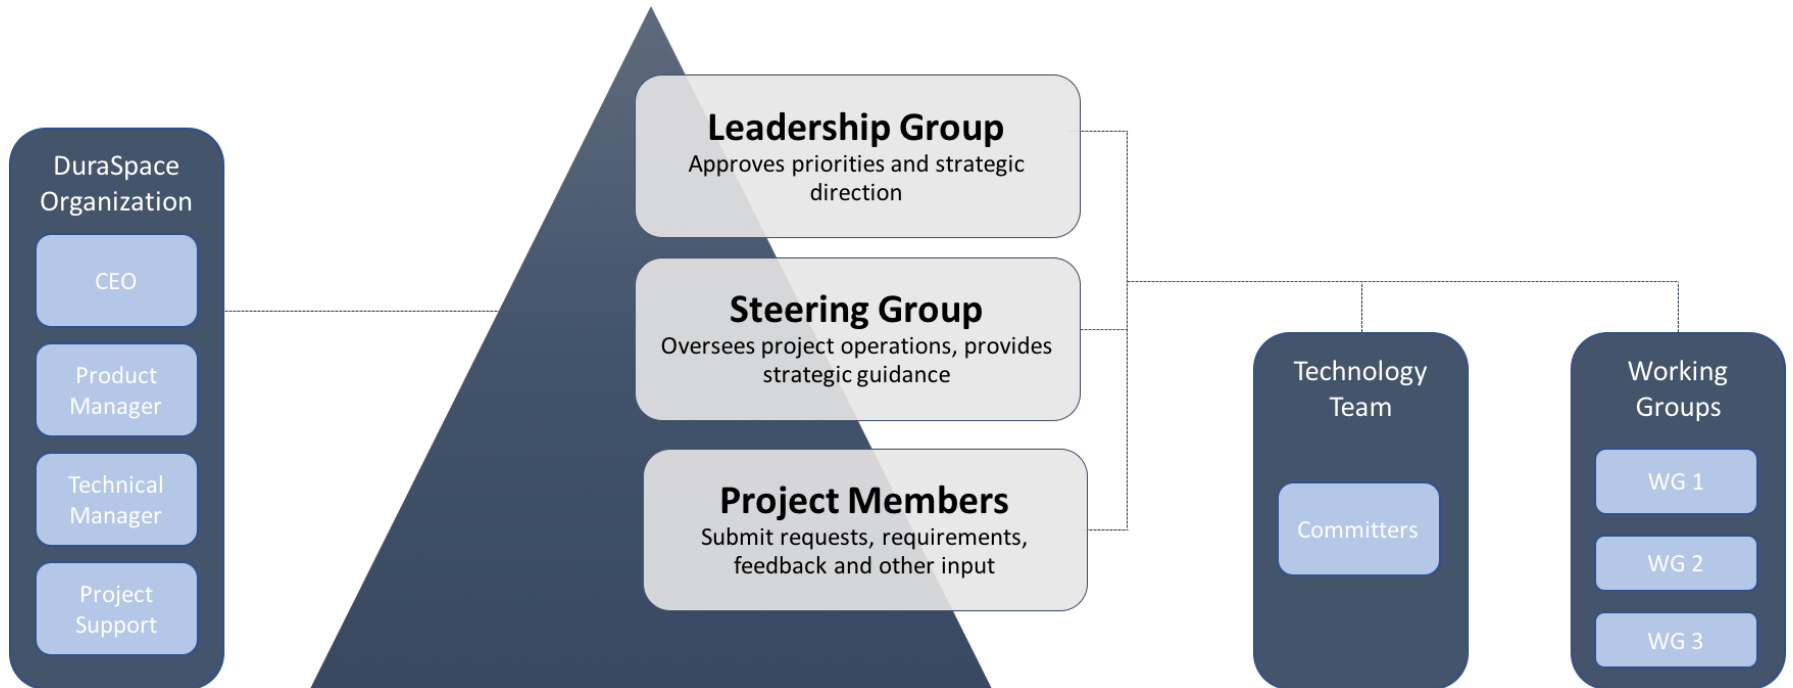 DuraSpace
Organization
CEO
Product
Manager
Technical
Manager
Project
Support
Leadership Group
Approves priorities and strategic
direction
Steering Group
Oversees project operations, provides
strategic guidance
Project Members
Submit requests, requirements,
feedback and other input
Technology
Team
Committers
Working
Groups
WG 1
WG 2
WG 3